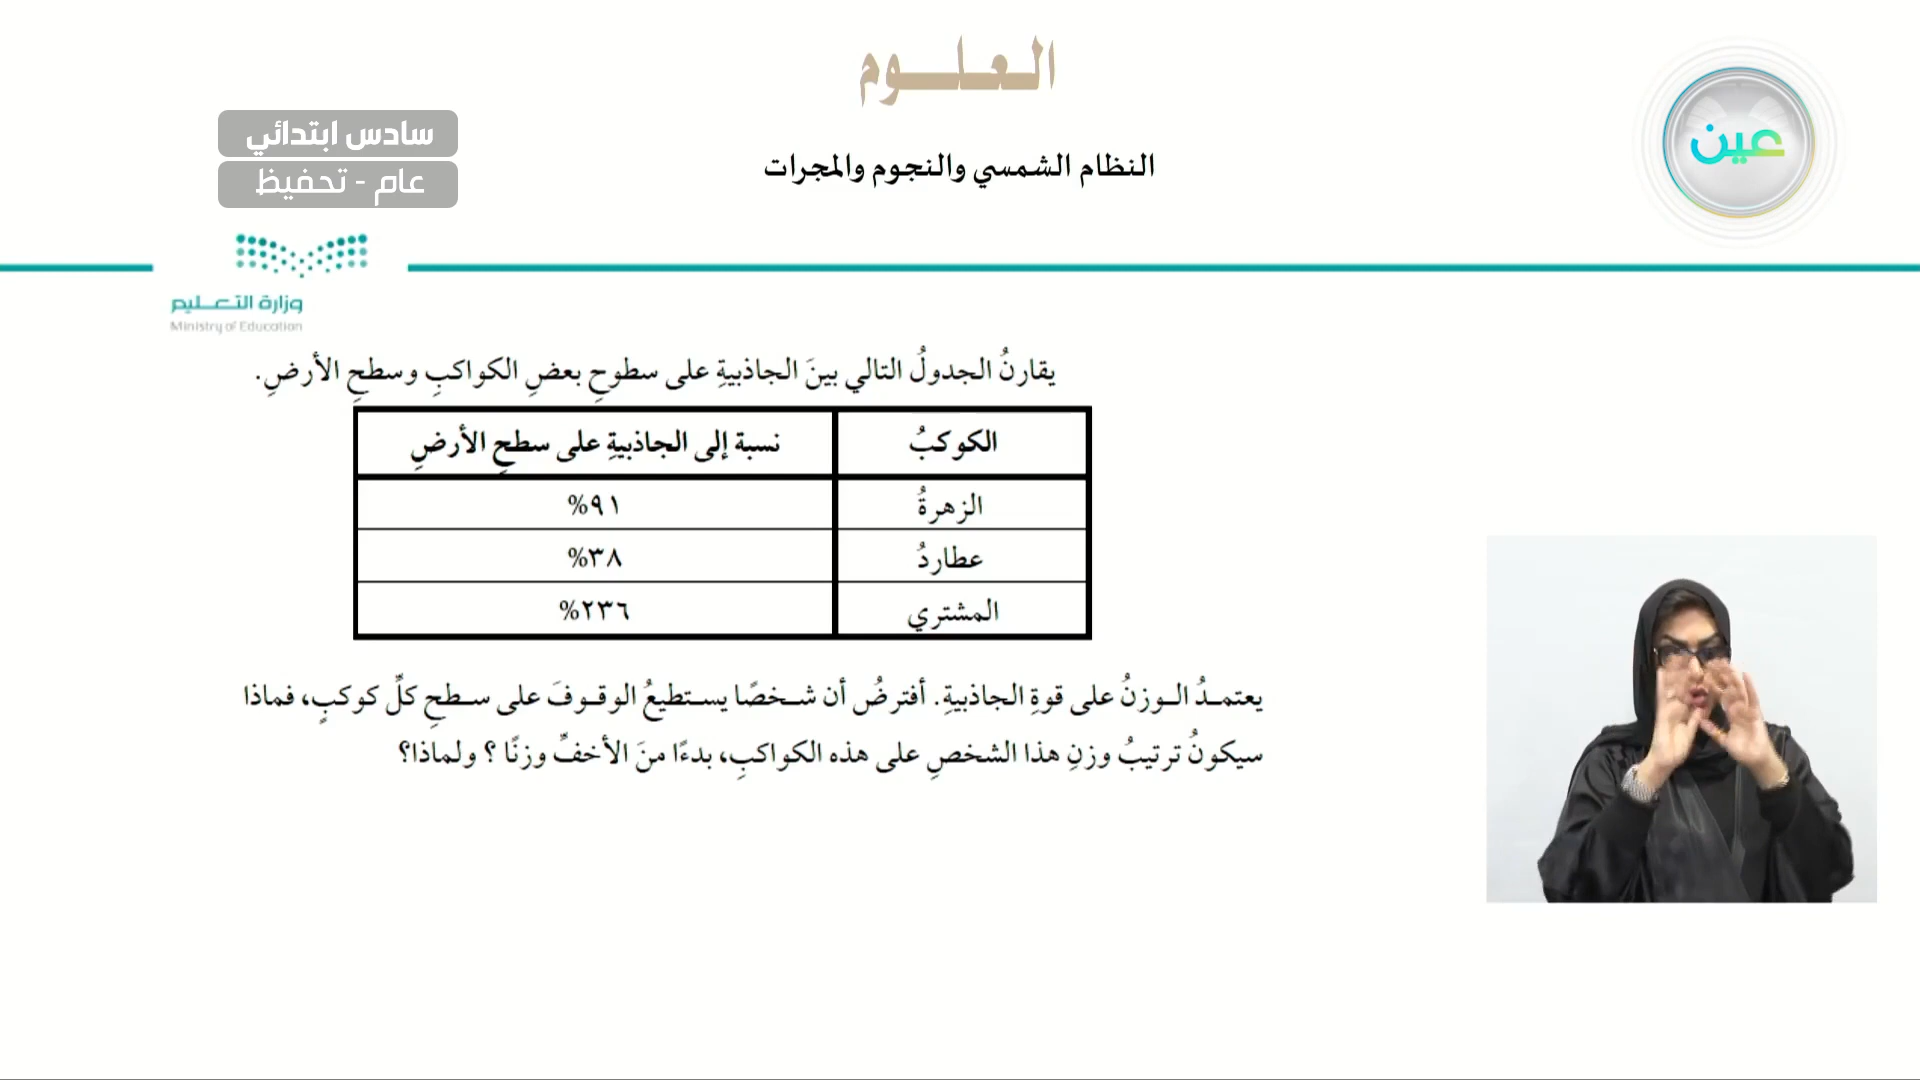 العلوم
عين
سادس ابتدائي
عام - تحفيظ
النظام الشمسي والنجوم والمجرات
وزارة التعليم
Ministry of Education
يقارنُ الجدولُ التالي بينَ الجاذبيةِ على سطوحِ بعضِ الكواكبِ وسطحِ الأرضِ.
الكوكبُ نسبة إلى الجاذبيةِ على سطحِ الأرضِ
الزهرةُ ٩١%
عطاردُ ٣٨%
المشتري ٢٣٦%
يعتمدُ الوزنُ على قوةِ الجاذبيةِ. أفترضُ أن شخصًا يستطيعُ الوقوفَ على سطحِ كلِّ كوكبٍ، فماذا
سيكونُ ترتيبُ وزنِ هذا الشخصِ على هذه الكواكبِ، بدءًا منَ الأخفِّ وزنًا ؟ ولماذا؟